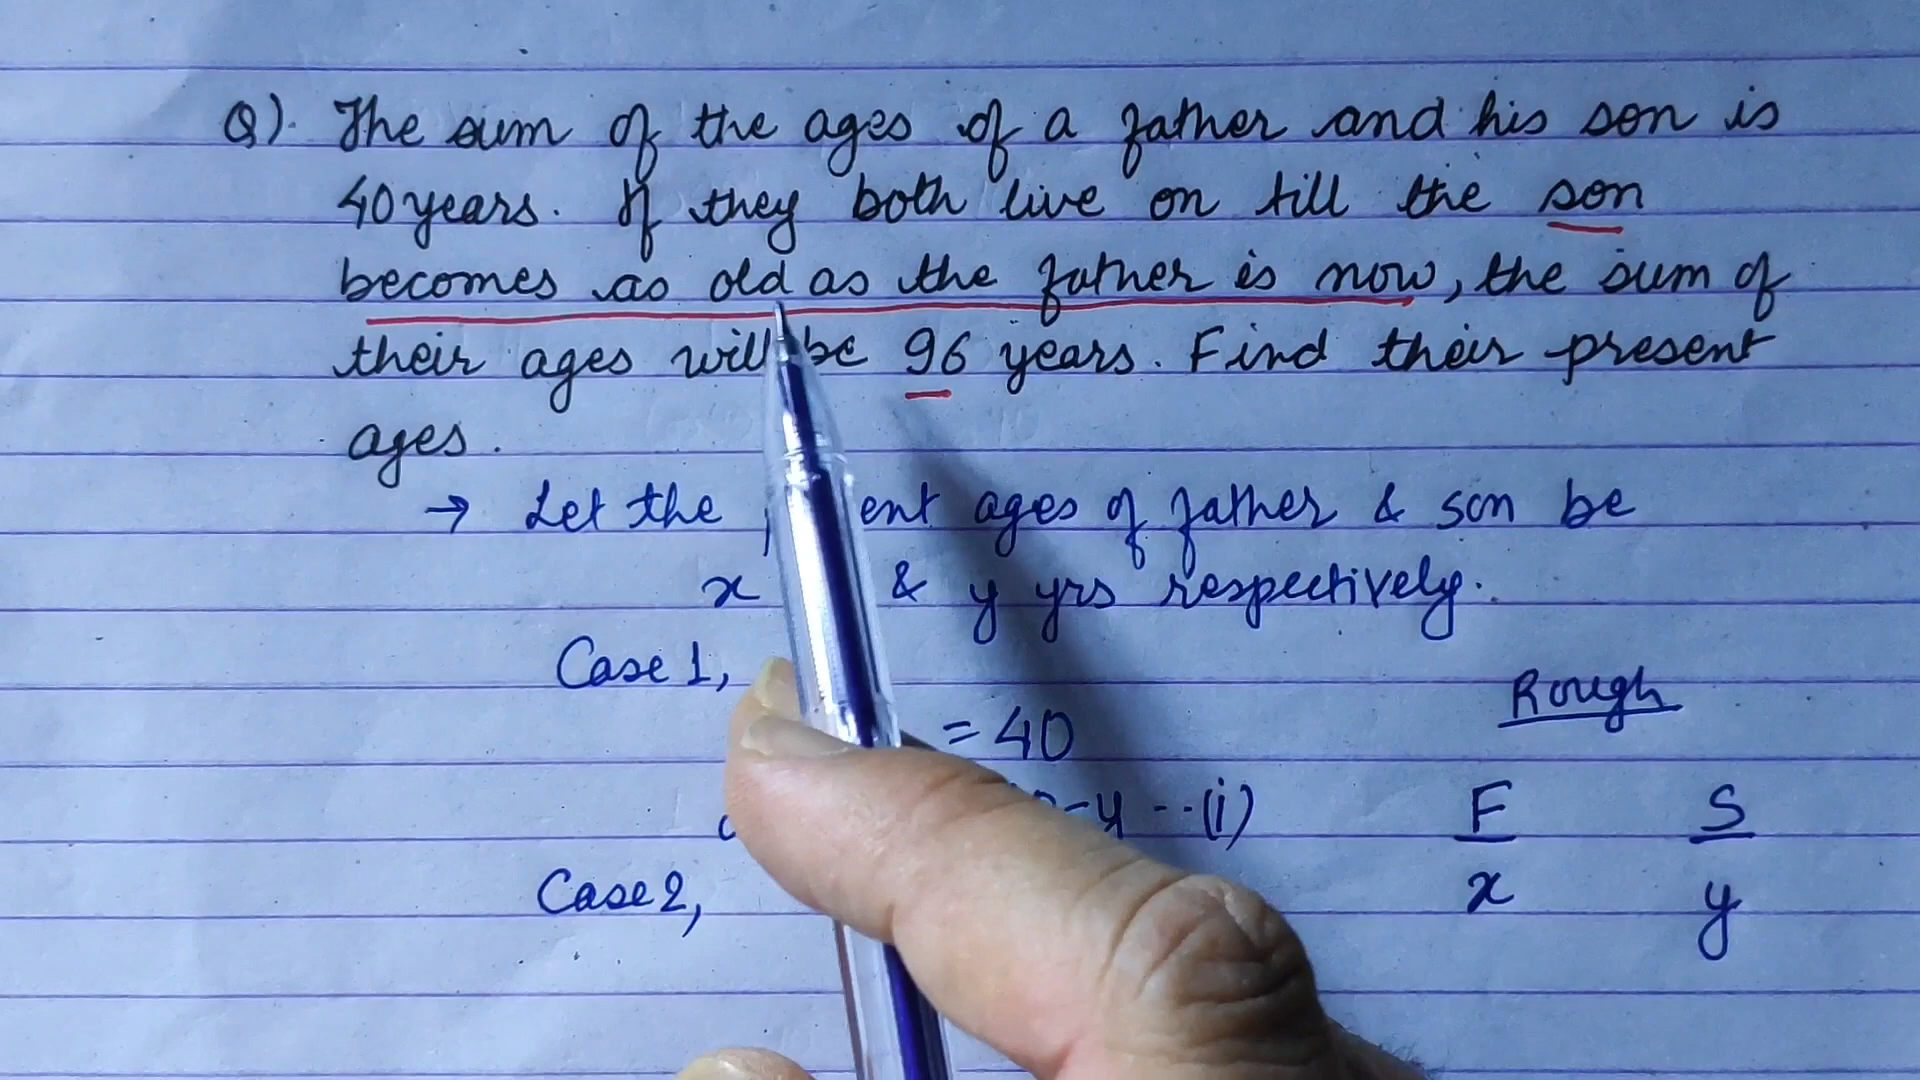 Q). The sum of the ages of a father and his son is
40 years. If they both live on till the son
becomes as old as the father is now, the sum of
their ages will be 96 years. Find their present
ages.
→ Let the ent ages of father & son be
x & y yrs respectively.
Case 1,
= 40
Rough
-y --(i)
F S
Case 2,
x y